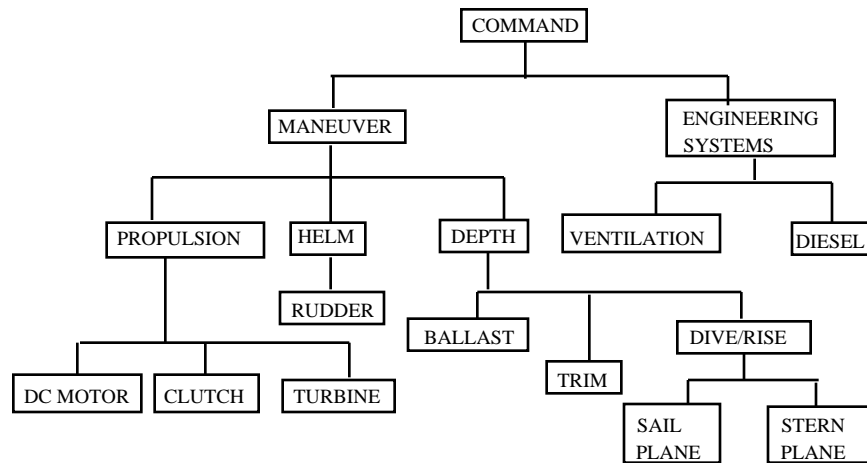 COMMAND
MANEUVER
ENGINEERING
SYSTEMS
PROPULSION
HELM
DEPTH
VENTILATION
DIESEL
RUDDER
BALLAST
DIVE/RISE
DC MOTOR
CLUTCH
TURBINE
TRIM
SAIL
PLANE
STERN
PLANE